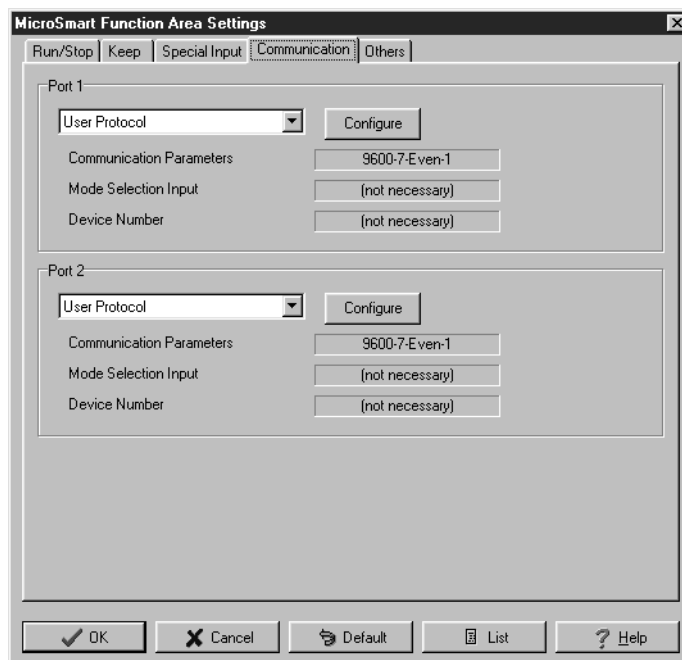 MicroSmart Function Area Settings
Run/Stop Keep Special Input Communication Others
Port 1
User Protocol Configure
Communication Parameters 9600-7-Even-1
Mode Selection Input (not necessary)
Device Number (not necessary)
Port 2
User Protocol Configure
Communication Parameters 9600-7-Even-1
Mode Selection Input (not necessary)
Device Number (not necessary)
OK Cancel Default List Help